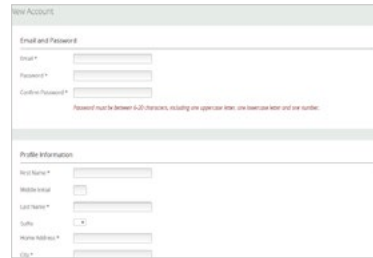 New Account
Email and Password
Email *
Password *
Confirm Password *
Password must be between 6-20 characters, including one uppercase letter, one lowercase letter and one number.
Profile Information
First Name *
Middle Initial
Last Name *
Suffix
Home Address *
City *